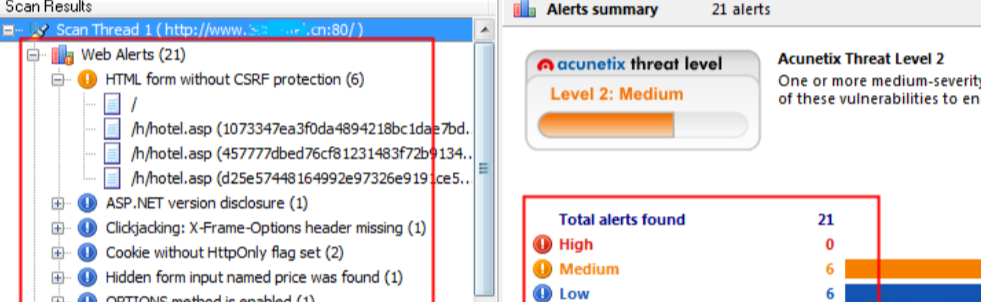 Scan Results
Scan Thread 1 ( http://www. .cn:80/ )
Web Alerts (21)
HTML form without CSRF protection (6)
/
/h/hotel.asp (1073347ea3f0da4894218bc1dae7bd..
/h/hotel.asp (457777dbed76cf81231483f72b9134..
/h/hotel.asp (d25e57448164992e97326e9191ce5..
ASP.NET version disclosure (1)
Clickjacking: X-Frame-Options header missing (1)
Cookie without HttpOnly flag set (2)
Hidden form input named price was found (1)
OPTIONS method is enabled (1)
Alerts summary 21 alerts
acunetix threat level
Level 2: Medium
Acunetix Threat Level 2
One or more medium-severity
of these vulnerabilities to en
Total alerts found 21
High 0
Medium 6
Low 6